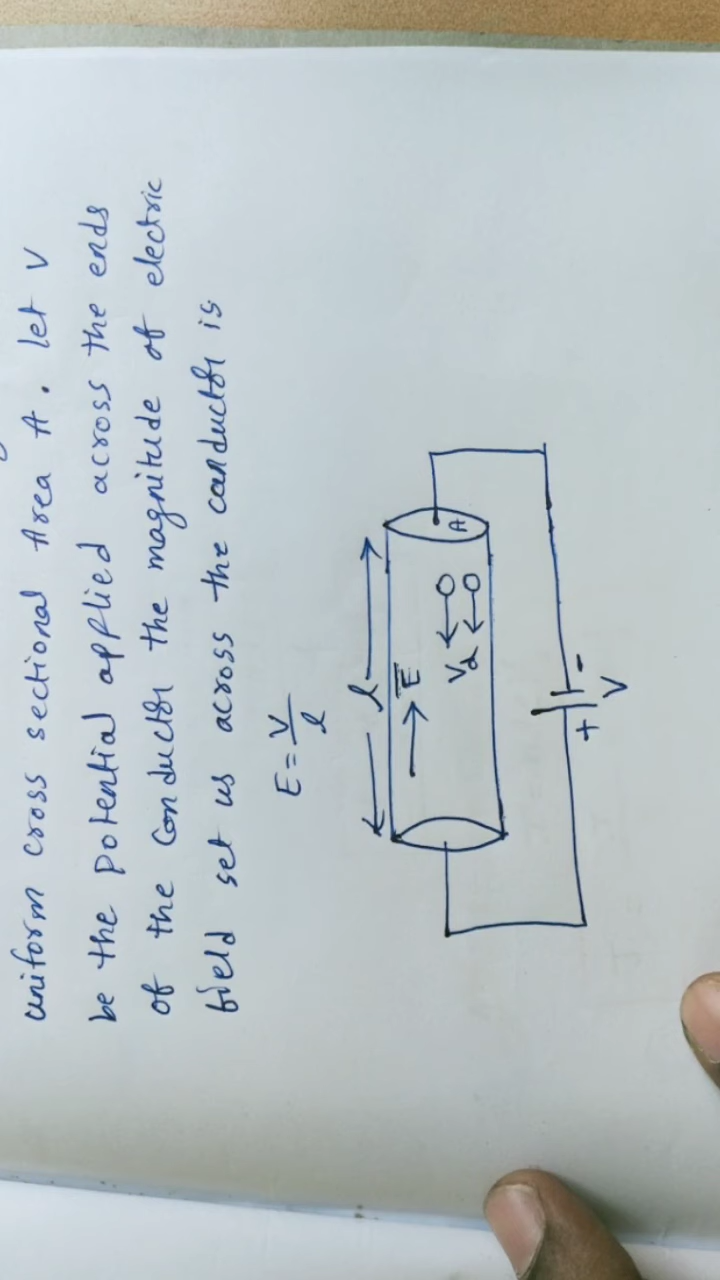 uniform cross sectional Area A. let V
be the potential applied across the ends
of the conductor the magnitude of electric
field set us across the conductor is
E = V/l
l
E
Vd
A
+ -
V